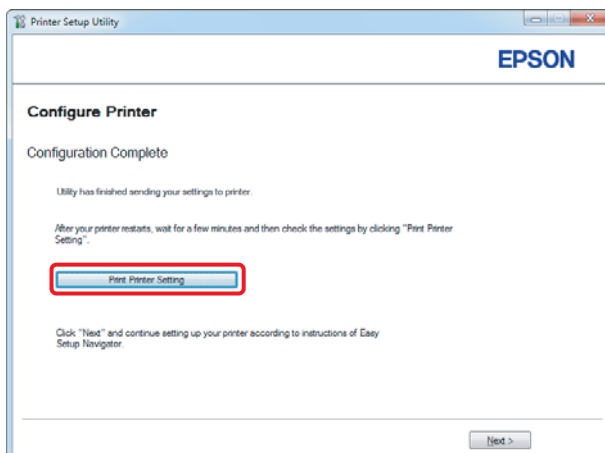 Printer Setup Utility
EPSON
Configure Printer
Configuration Complete
Utility has finished sending your settings to printer.
After your printer restarts, wait for a few minutes and then check the settings by clicking "Print Printer
Setting".
Print Printer Setting
Click "Next" and continue setting up your printer according to instructions of Easy
Setup Navigator.
Next >